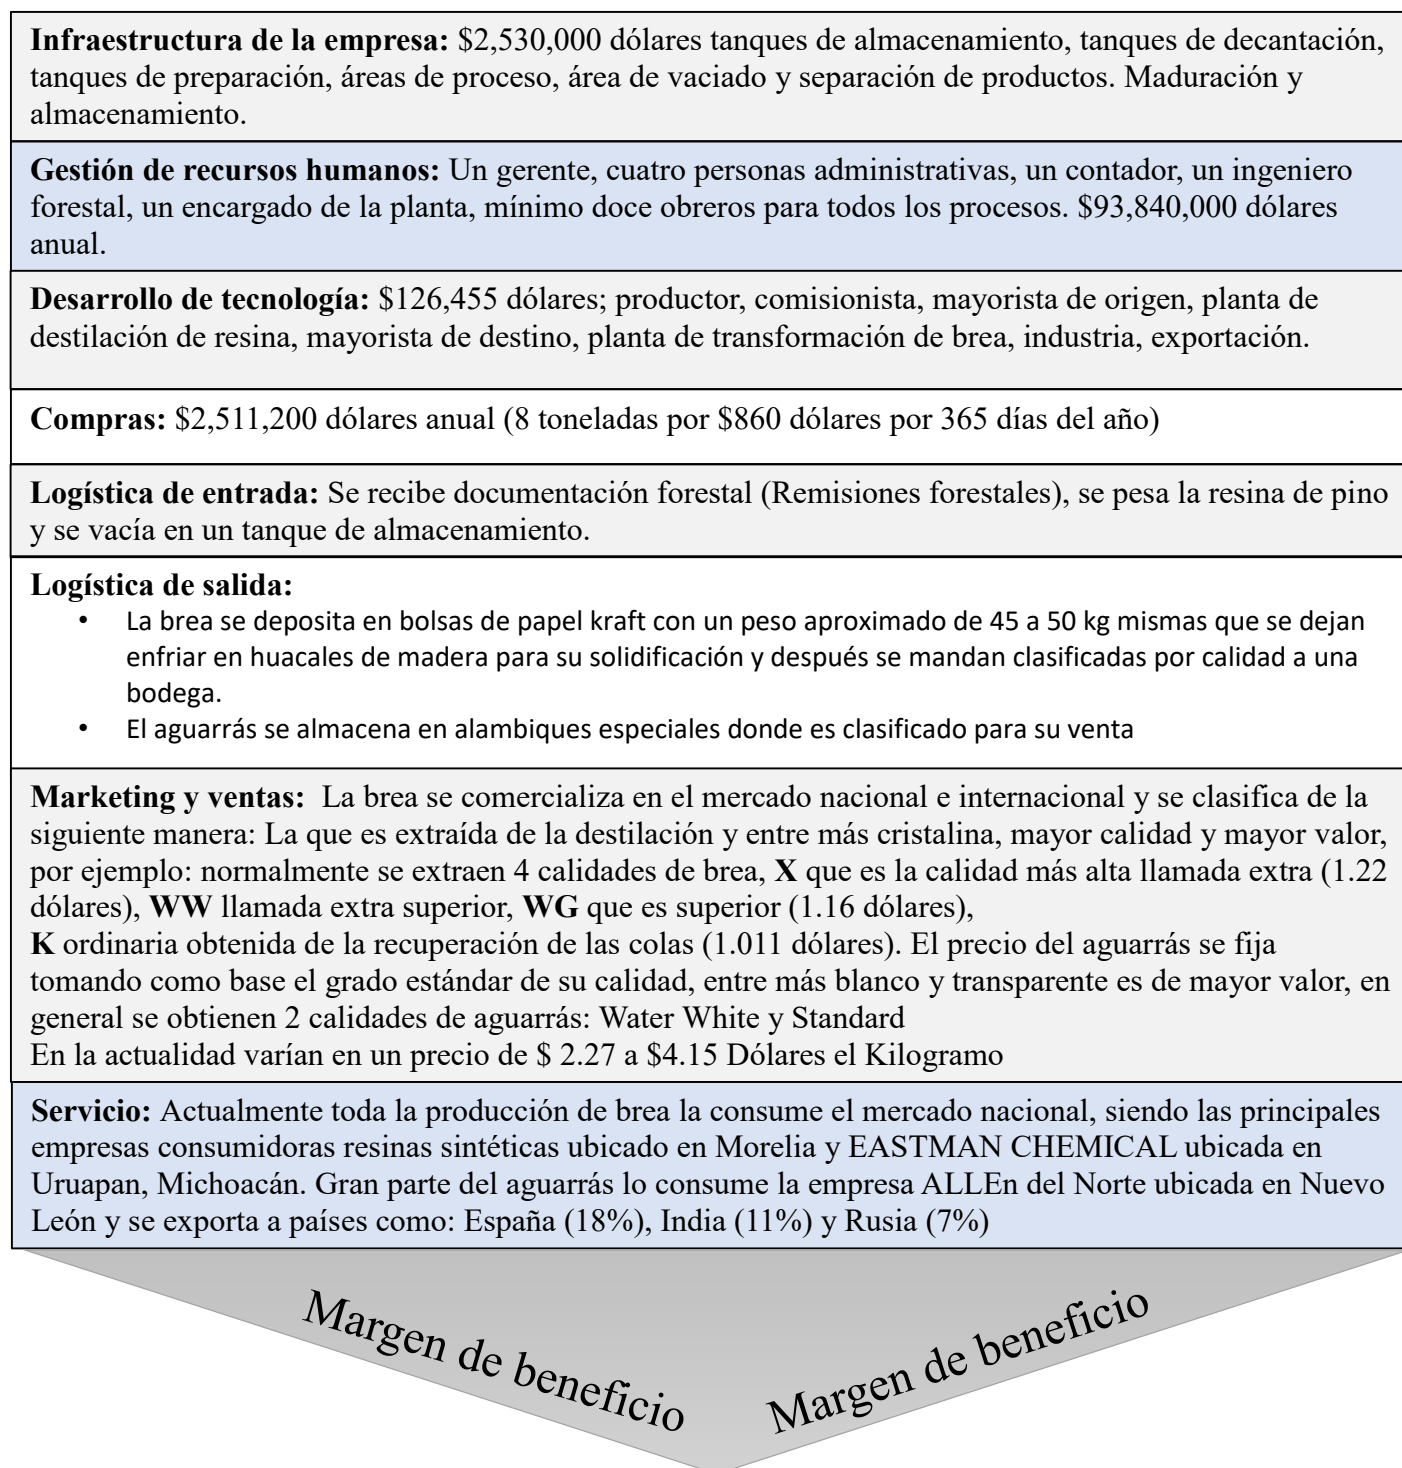 Infraestructura de la empresa: $2,530,000 dólares tanques de almacenamiento, tanques de decantación,
tanques de preparación, áreas de proceso, área de vaciado y separación de productos. Maduración y
almacenamiento.
Gestión de recursos humanos: Un gerente, cuatro personas administrativas, un contador, un ingeniero
forestal, un encargado de la planta, mínimo doce obreros para todos los procesos. $93,840,000 dólares
anual.
Desarrollo de tecnología: $126,455 dólares; productor, comisionista, mayorista de origen, planta de
destilación de resina, mayorista de destino, planta de transformación de brea, industria, exportación.
Compras: $2,511,200 dólares anual (8 toneladas por $860 dólares por 365 días del año)
Logística de entrada: Se recibe documentación forestal (Remisiones forestales), se pesa la resina de pino
y se vacía en un tanque de almacenamiento.
Logística de salida:
• La brea se deposita en bolsas de papel kraft con un peso aproximado de 45 a 50 kg mismas que se dejan
enfriar en huacales de madera para su solidificación y después se mandan clasificadas por calidad a una
bodega.
• El aguarrás se almacena en alambiques especiales donde es clasificado para su venta
Marketing y ventas: La brea se comercializa en el mercado nacional e internacional y se clasifica de la
siguiente manera: La que es extraída de la destilación y entre más cristalina, mayor calidad y mayor valor,
por ejemplo: normalmente se extraen 4 calidades de brea, X que es la calidad más alta llamada extra (1.22
dólares), WW llamada extra superior, WG que es superior (1.16 dólares),
K ordinaria obtenida de la recuperación de las colas (1.011 dólares). El precio del aguarrás se fija
tomando como base el grado estándar de su calidad, entre más blanco y transparente es de mayor valor, en
general se obtienen 2 calidades de aguarrás: Water White y Standard
En la actualidad varían en un precio de $ 2.27 a $4.15 Dólares el Kilogramo
Servicio: Actualmente toda la producción de brea la consume el mercado nacional, siendo las principales
empresas consumidoras resinas sintéticas ubicado en Morelia y EASTMAN CHEMICAL ubicada en
Uruapan, Michoacán. Gran parte del aguarrás lo consume la empresa ALLEn del Norte ubicada en Nuevo
León y se exporta a países como: España (18%), India (11%) y Rusia (7%)
Margen de beneficio
Margen de beneficio